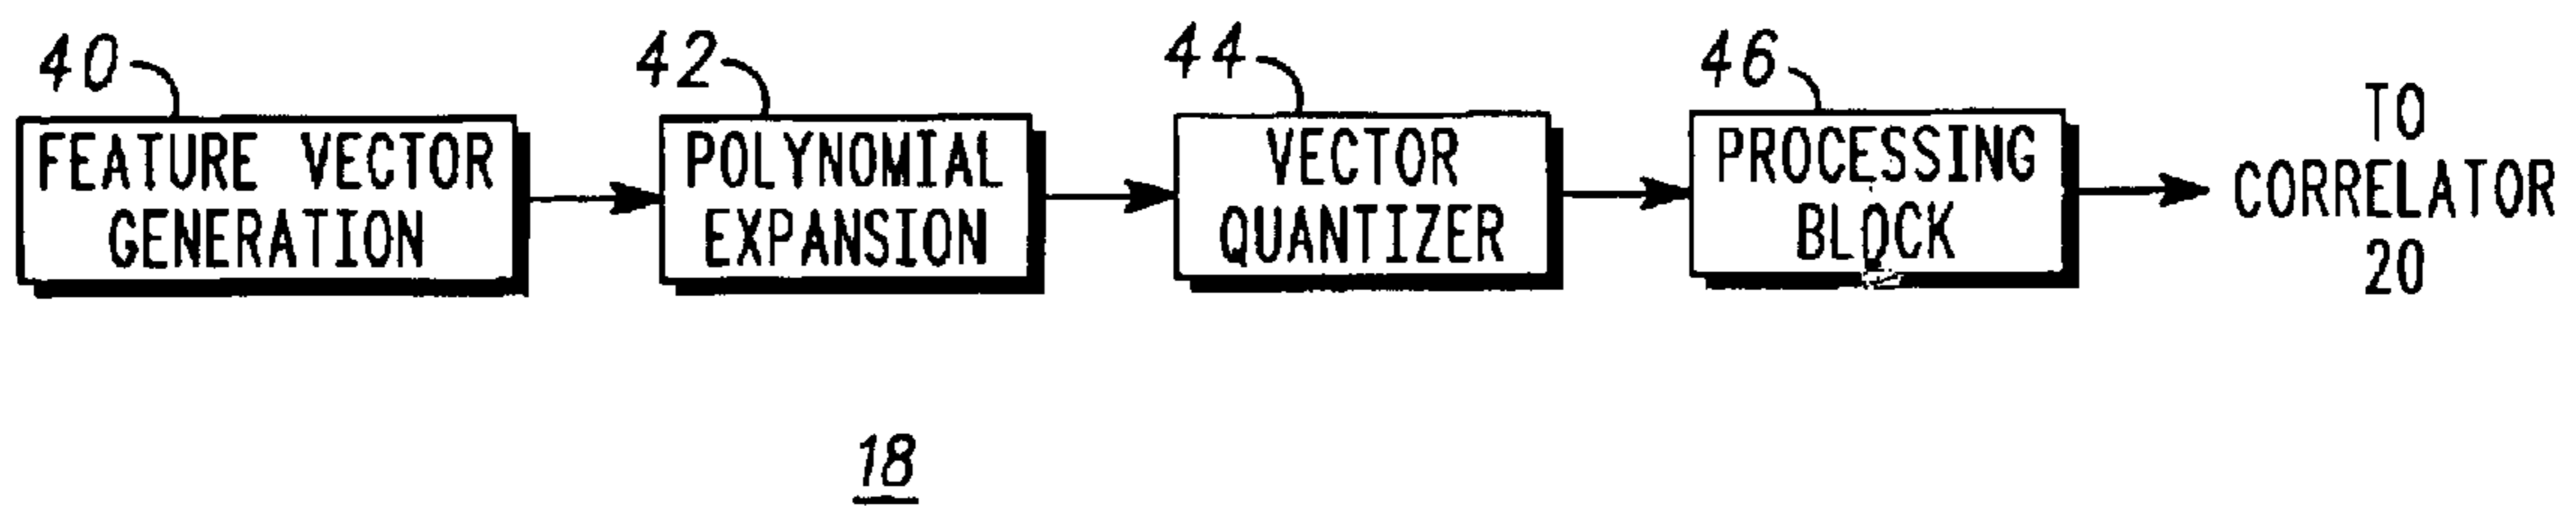 40
FEATURE VECTOR
GENERATION
42
POLYNOMIAL
EXPANSION
44
VECTOR
QUANTIZER
46
PROCESSING
BLOCK
TO
CORRELATOR
20
18